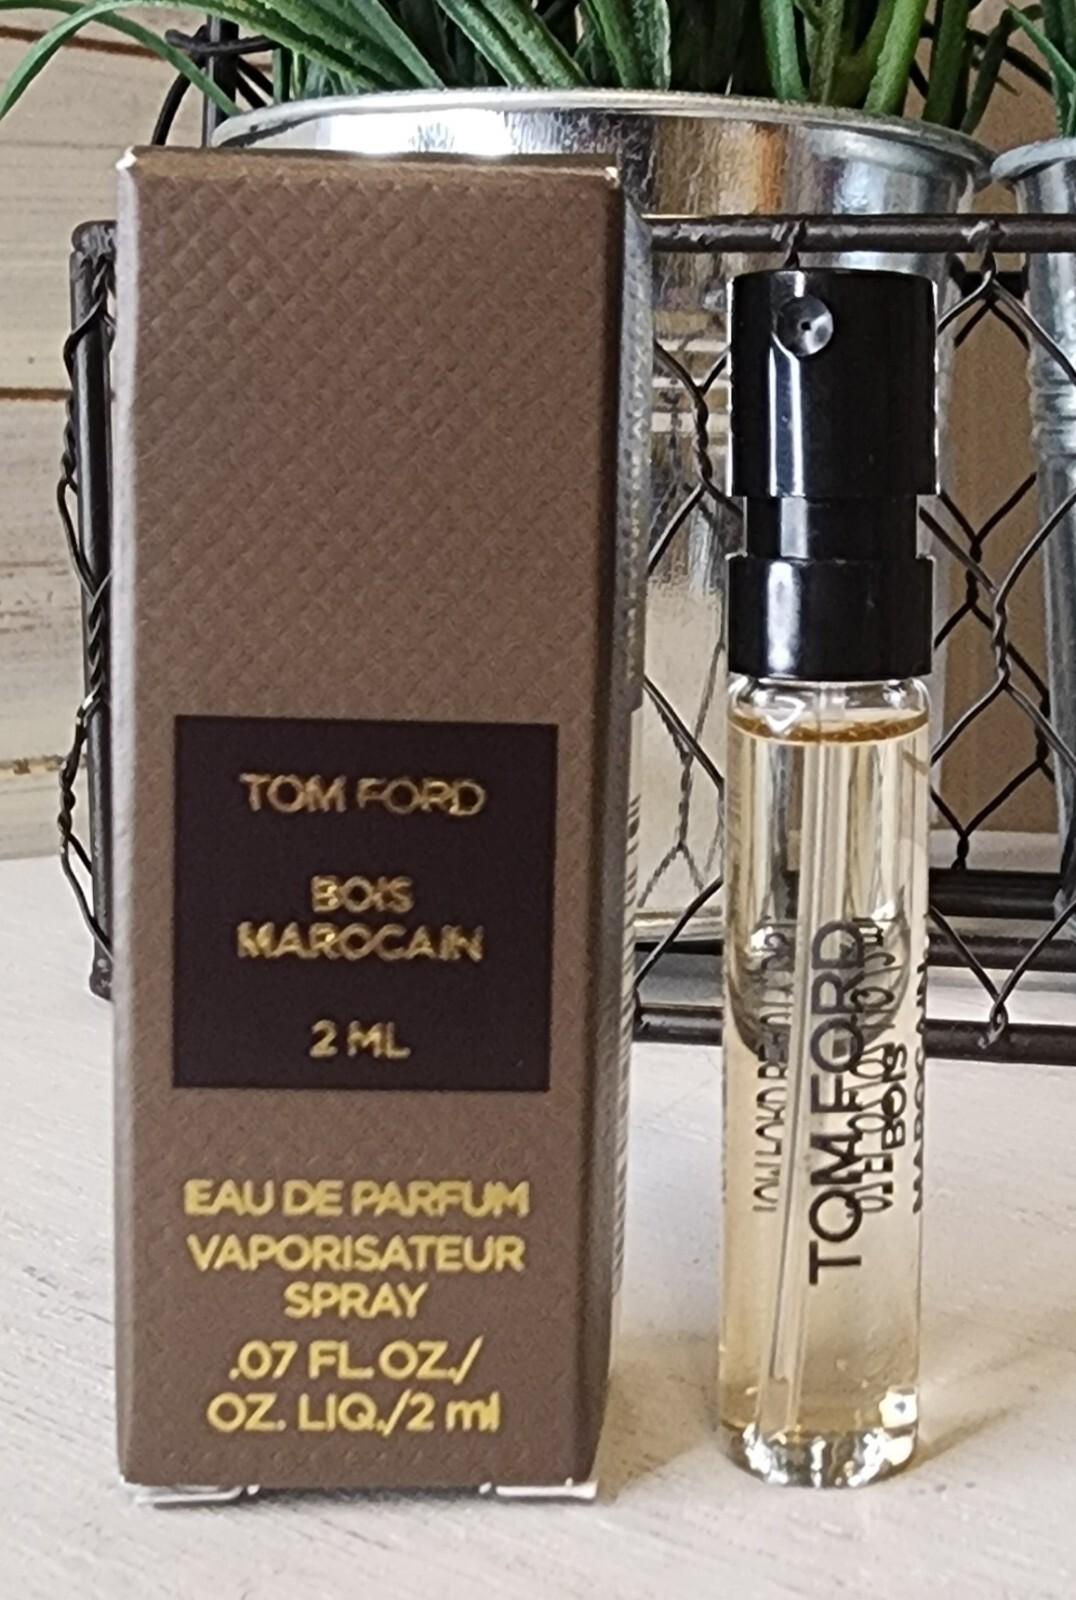 TOM FORD
BOIS
MAROCAIN
2 ML
EAU DE PARFUM
VAPORISATEUR
SPRAY
.07 FL.OZ./
OZ. LIQ./2 ml
TOM FORD
BOIS
MAROCAIN